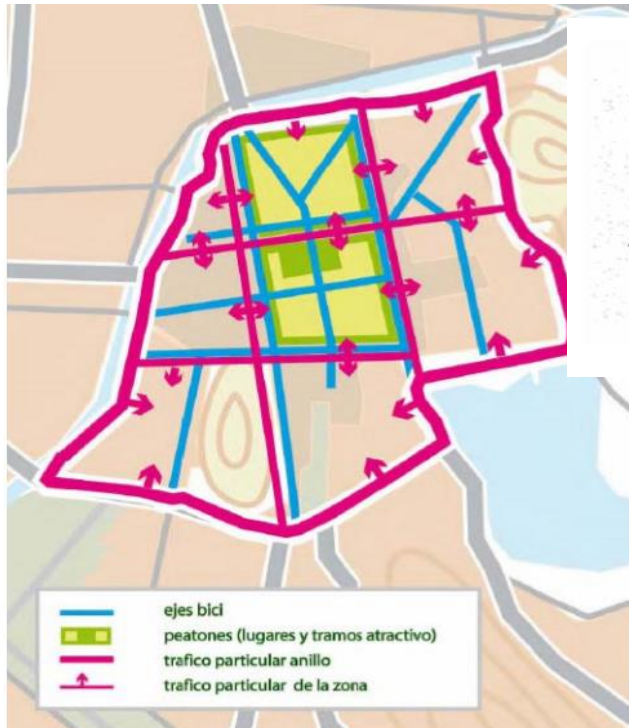 ejes bici
peatones (lugares y tramos atractivo)
trafico particular anillo
trafico particular de la zona